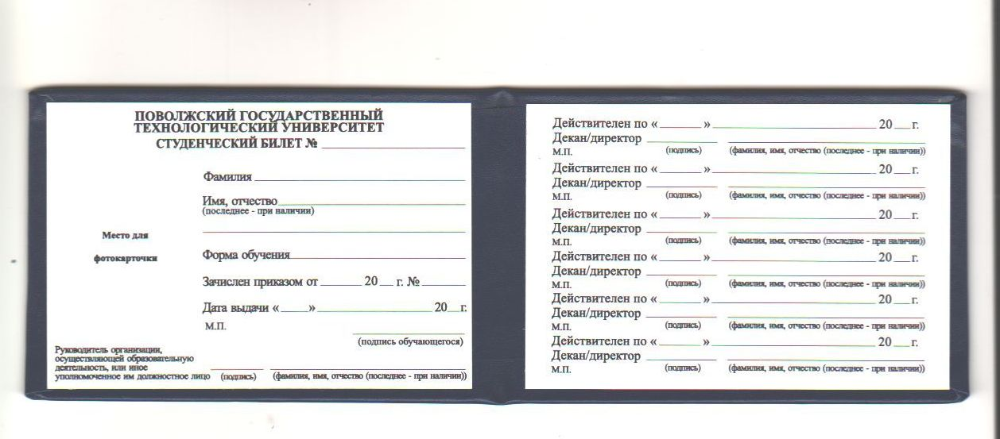 ПОВОЛЖСКИЙ ГОСУДАРСТВЕННЫЙ
ТЕХНОЛОГИЧЕСКИЙ УНИВЕРСИТЕТ
СТУДЕНЧЕСКИЙ БИЛЕТ № ____________
Фамилия ____________
Имя, отчество ____________
(последнее - при наличии)
Место для
фотокарточки
Форма обучения ____________
Зачислен приказом от ______ 20 __ г. № ______
Дата выдачи « ____ » ____________ 20 __ г.
М.П.
(подпись обучающегося)
Руководитель организации,
осуществляющей образовательную
деятельность, или иное
уполномоченное им должностное лицо (подпись) (фамилия, имя, отчество (последнее - при наличии))
Действителен по « ______ » ____________ 20 __ г.
Декан/директор ____________
М.П. (подпись) (фамилия, имя, отчество (последнее - при наличии))
Действителен по « ______ » ____________ 20 __ г.
Декан/директор ____________
М.П. (подпись) (фамилия, имя, отчество (последнее - при наличии))
Действителен по « ______ » ____________ 20 __ г.
Декан/директор ____________
М.П. (подпись) (фамилия, имя, отчество (последнее - при наличии))
Действителен по « ______ » ____________ 20 __ г.
Декан/директор ____________
М.П. (подпись) (фамилия, имя, отчество (последнее - при наличии))
Действителен по « ______ » ____________ 20 __ г.
Декан/директор ____________
М.П. (подпись) (фамилия, имя, отчество (последнее - при наличии))
Действителен по « ______ » ____________ 20 __ г.
Декан/директор ____________
М.П. (подпись) (фамилия, имя, отчество (последнее - при наличии))